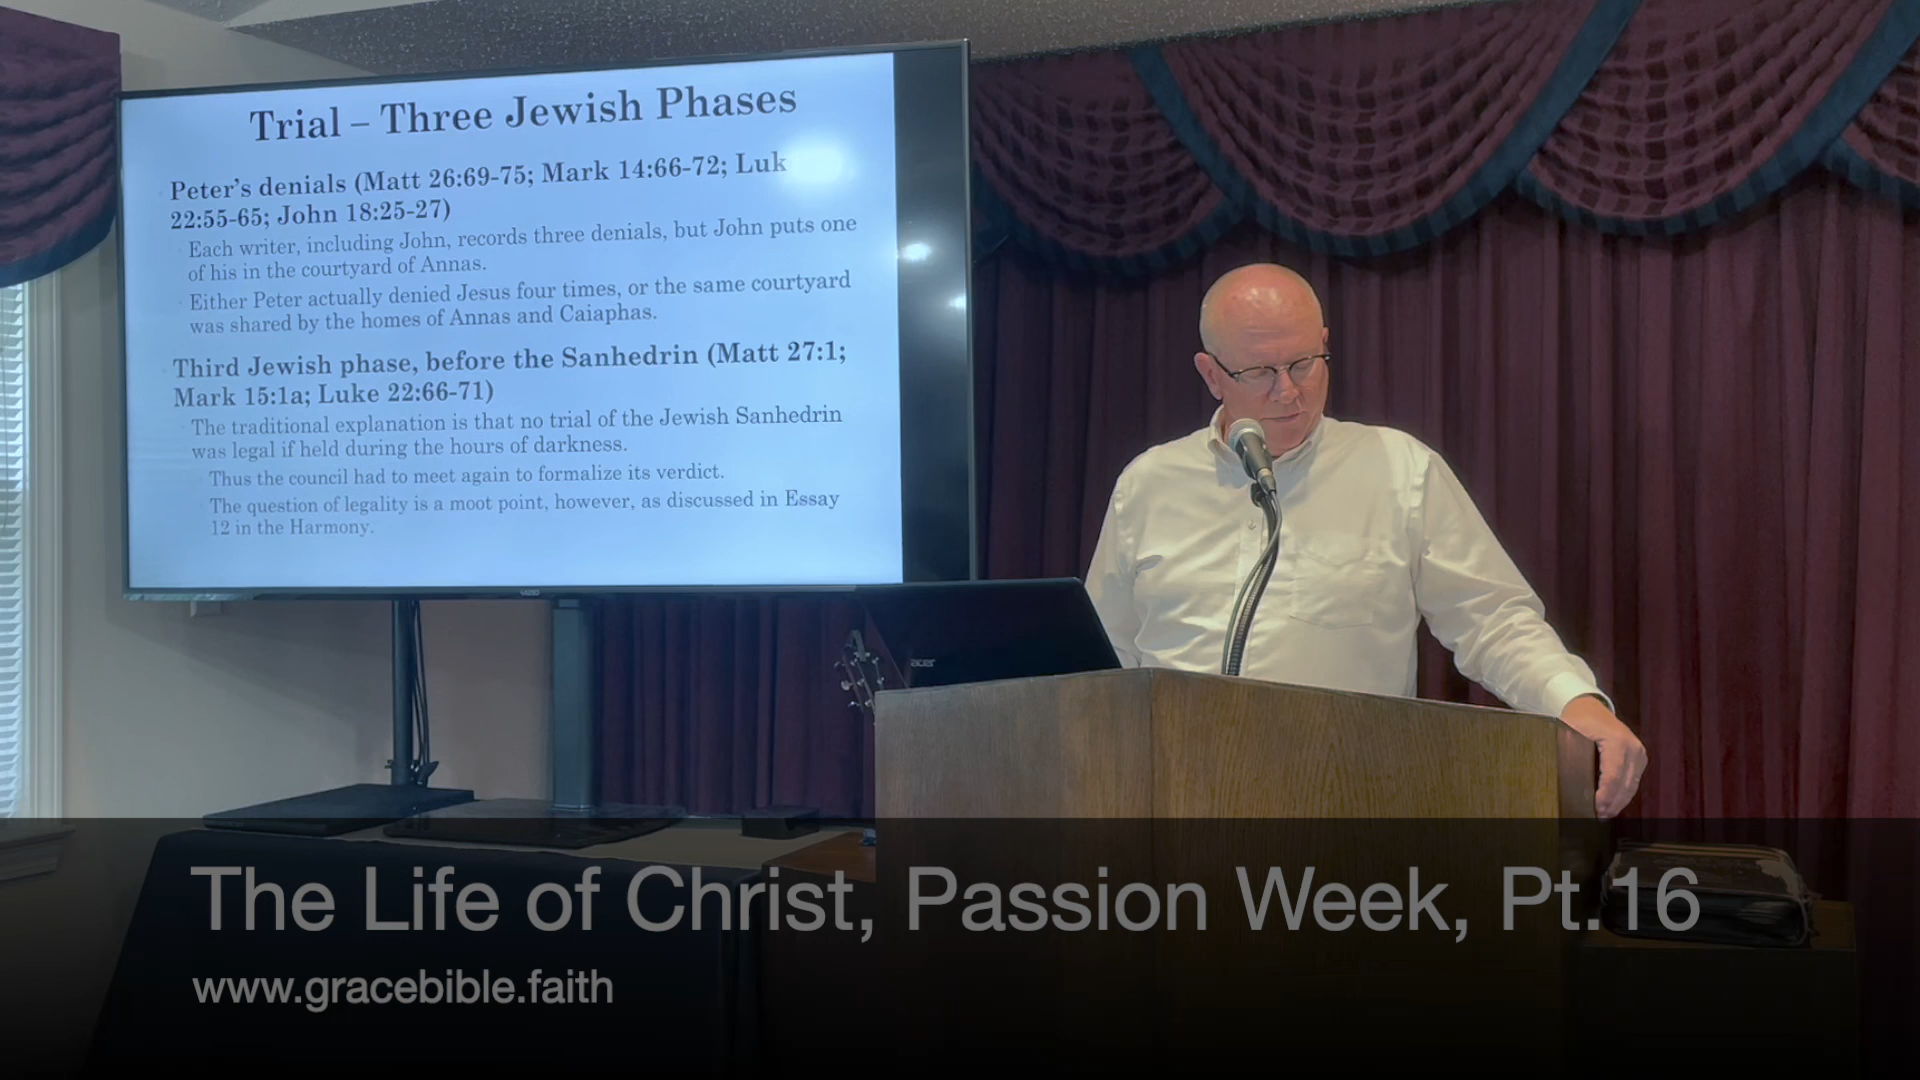 Trial – Three Jewish Phases
Peter's denials (Matt 26:69-75; Mark 14:66-72; Luk
22:55-65; John 18:25-27)
Each writer, including John, records three denials, but John puts one
of his in the courtyard of Annas.
Either Peter actually denied Jesus four times, or the same courtyard
was shared by the homes of Annas and Caiaphas.
Third Jewish phase, before the Sanhedrin (Matt 27:1;
Mark 15:1a; Luke 22:66-71)
The traditional explanation is that no trial of the Jewish Sanhedrin
was legal if held during the hours of darkness.
Thus the council had to meet again to formalize its verdict.
The question of legality is a moot point, however, as discussed in Essay
12 in the Harmony.
VIZIO
acer
The Life of Christ, Passion Week, Pt.16
www.gracebible.faith